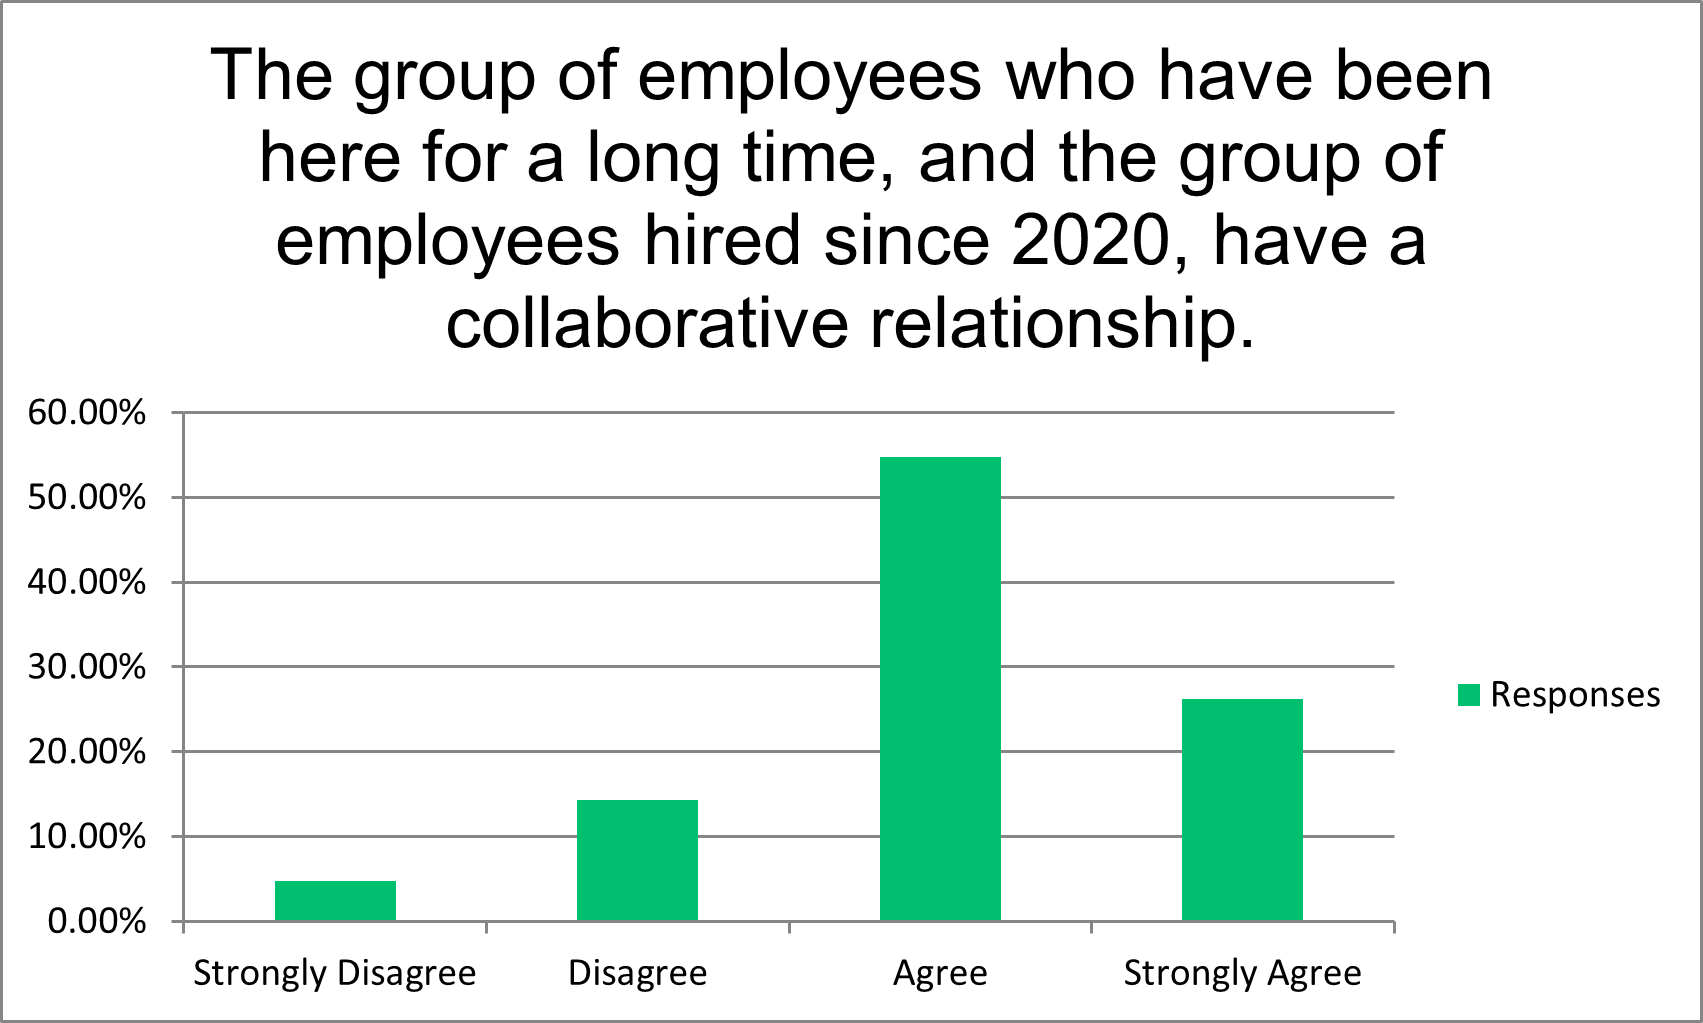 The group of employees who have been
here for a long time, and the group of
employees hired since 2020, have a
collaborative relationship.
60.00%
50.00%
40.00%
30.00%
20.00%
10.00%
0.00%
Strongly Disagree
Disagree
Agree
Strongly Agree
Responses